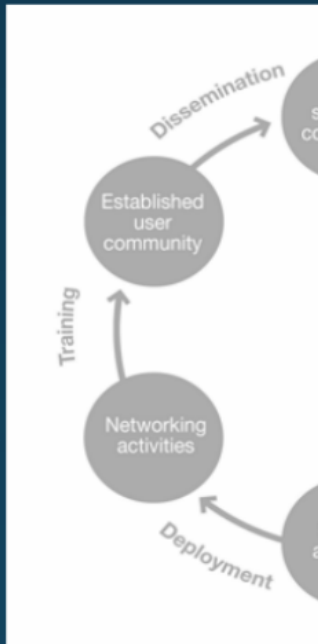 Dissemination
Established
user
community
Training
Networking
activities
Deployment